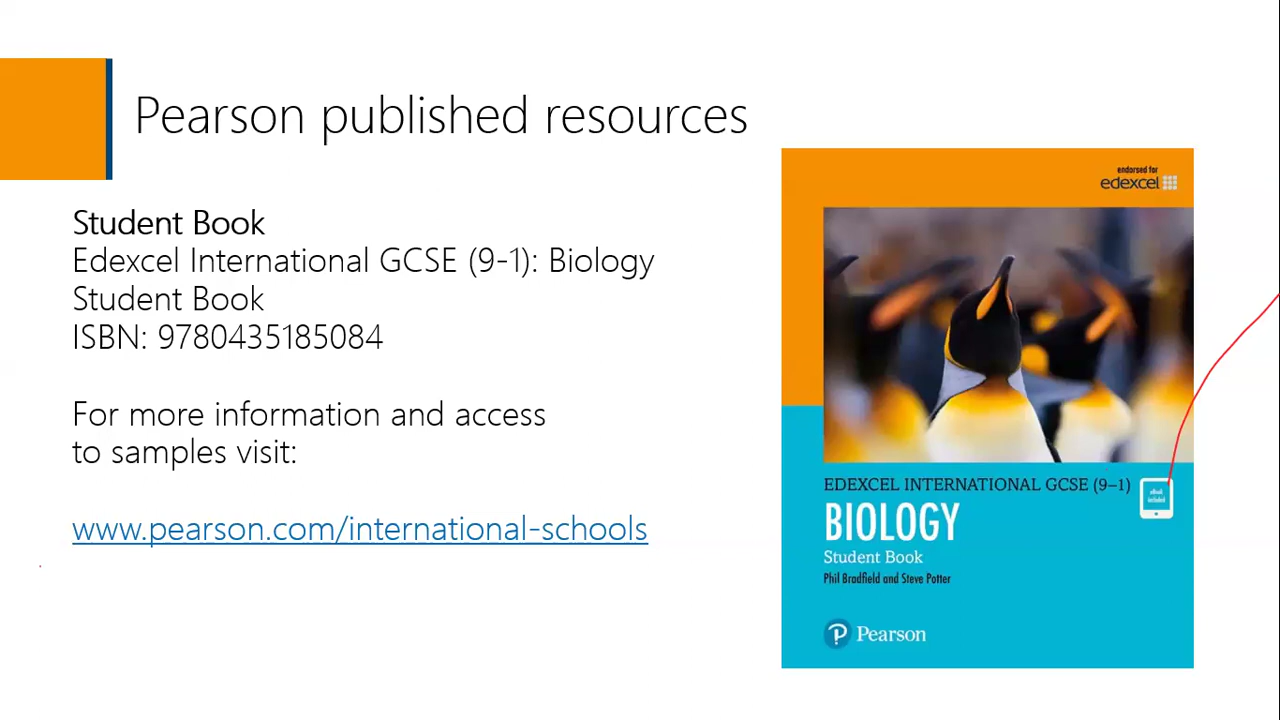 Pearson published resources
Student Book
Edexcel International GCSE (9-1): Biology
Student Book
ISBN: 9780435185084
For more information and access
to samples visit:
www.pearson.com/international-schools
endorsed for
edexcel
EDEXCEL INTERNATIONAL GCSE (9–1)
eBook
included
BIOLOGY
Student Book
Phil Bradfield and Steve Potter
Pearson